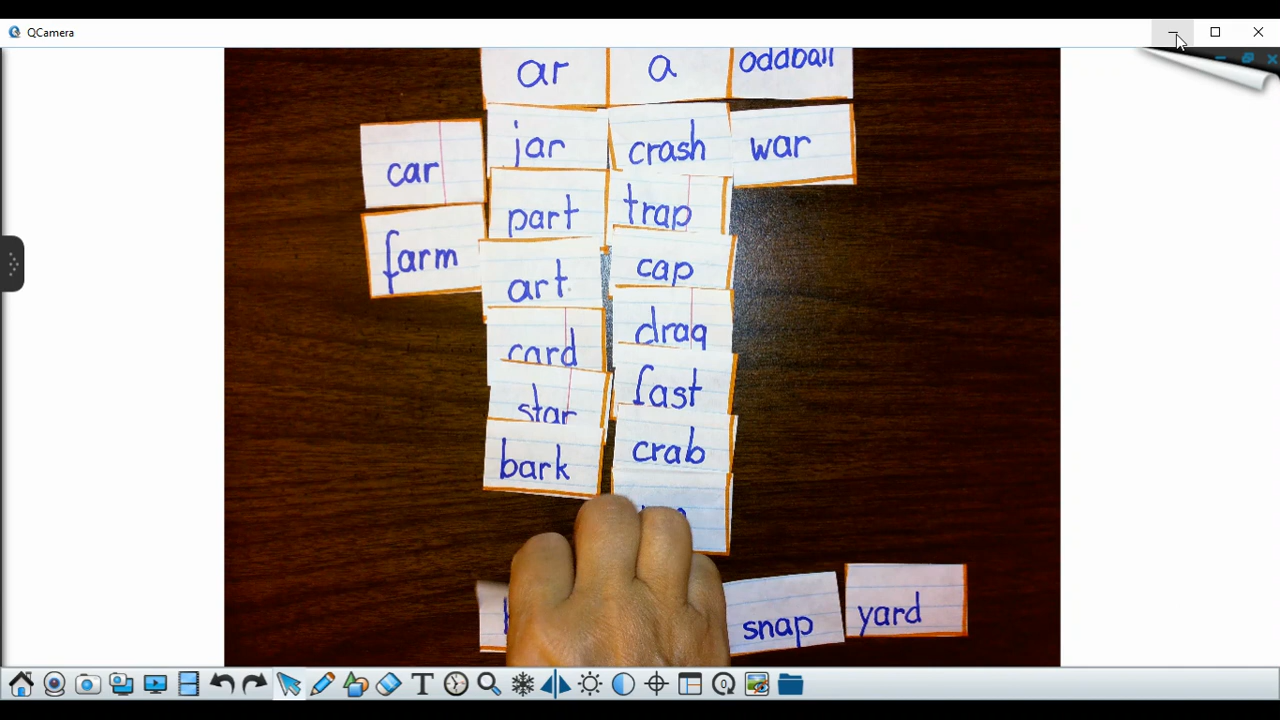 QCamera
ar a oddball
car jar crash war
part trap
farm art cap
card drag
star fast
bark crab
snap yard